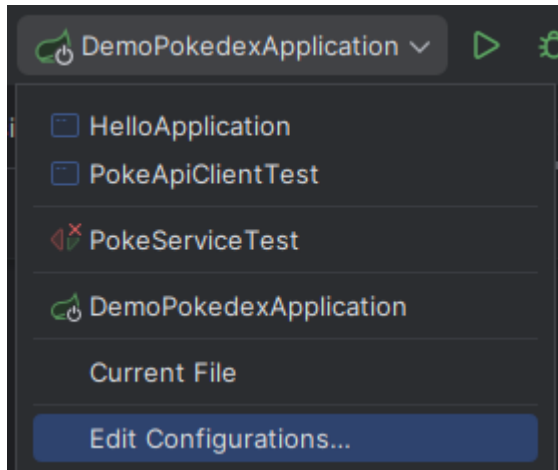 DemoPokedexApplication
HelloApplication
PokeApiClientTest
PokeServiceTest
DemoPokedexApplication
Current File
Edit Configurations...